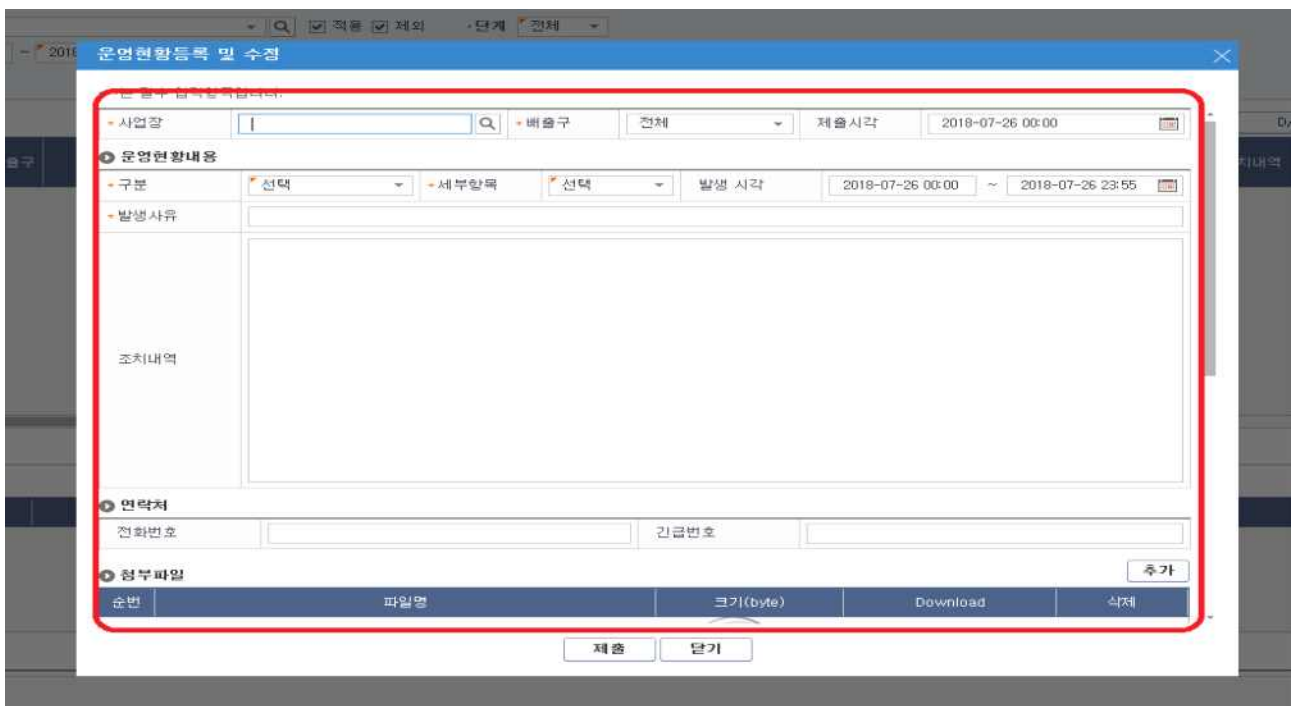 적용 제외 단계 전체
~ 2018
운영현황등록 및 수정
사업장 배출구 전체 제출시각 2018-07-26 00:00
운영현황내용
구분 선택 세부항목 선택 발생 시각 2018-07-26 00:00 ~ 2018-07-26 23:55
발생사유
조치내역
연락처
전화번호 긴급번호
첨부파일 추가
순번 파일명 크기(byte) Download 삭제
제출 닫기